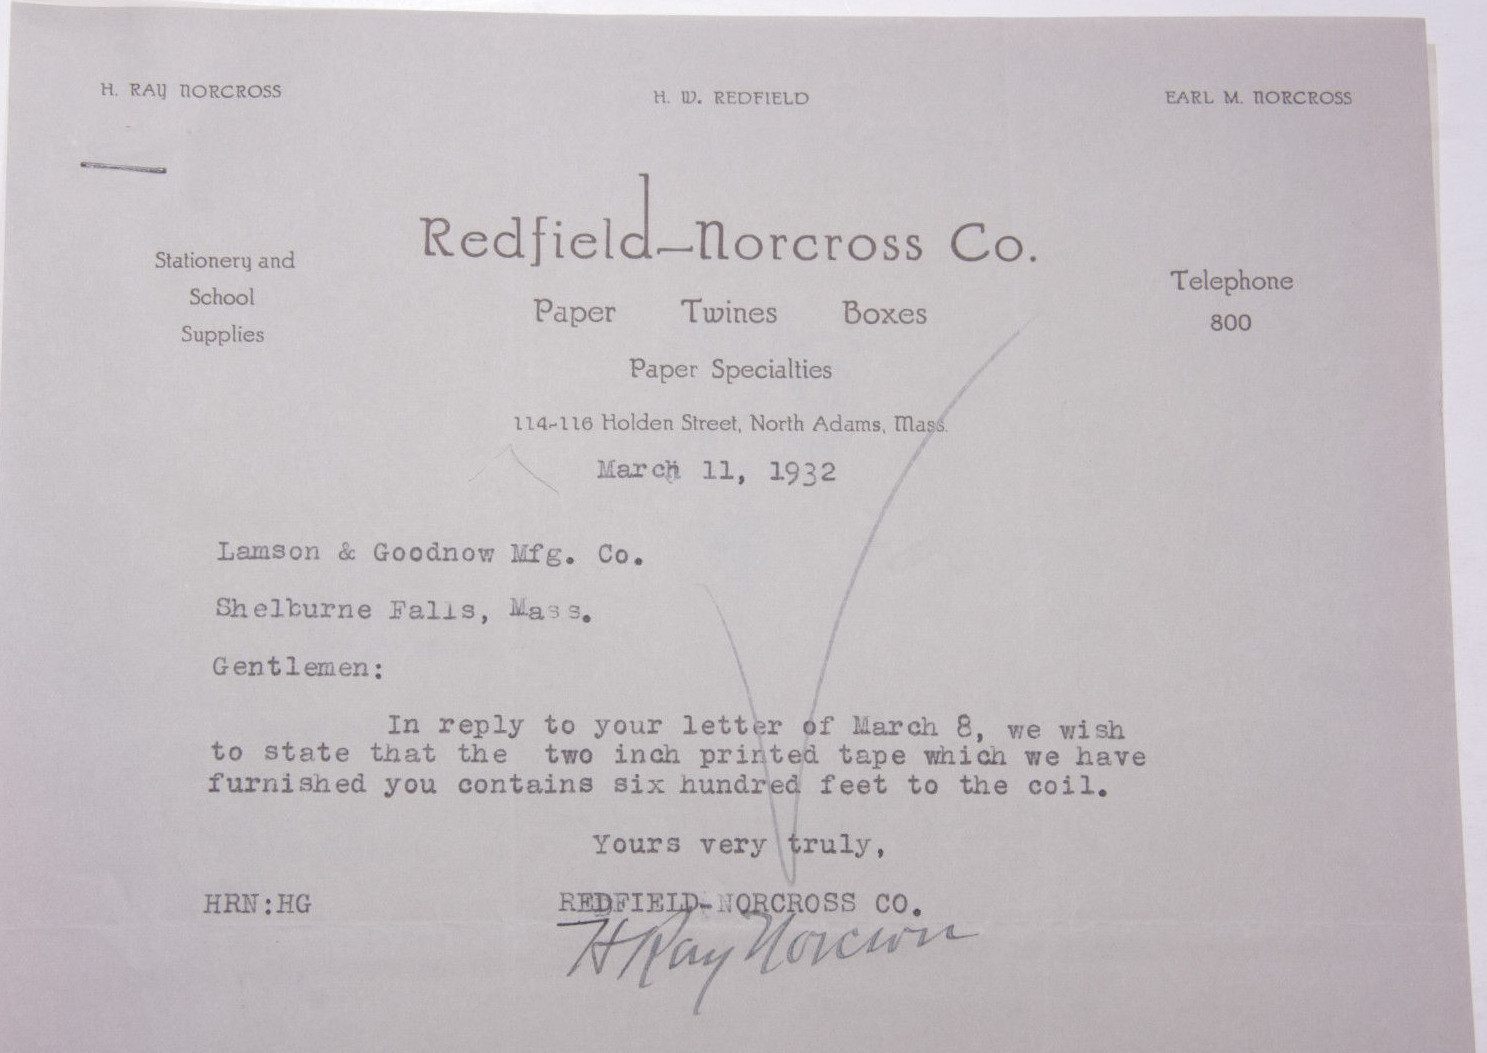 H. RAY NORCROSS
H. W. REDFIELD
EARL M. NORCROSS
Redfield-Norcross Co.
Stationery and
School
Supplies
Paper Twines Boxes
Telephone
800
Paper Specialties
114-116 Holden Street, North Adams, Mass.
March 11, 1932
Lamson & Goodnow Mfg. Co.
Shelburne Falls, Mass.
Gentlemen:
In reply to your letter of March 8, we wish
to state that the two inch printed tape which we have
furnished you contains six hundred feet to the coil.
Yours very truly,
HRN:HG
REDFIELD-NORCROSS CO.
H Ray Norcross